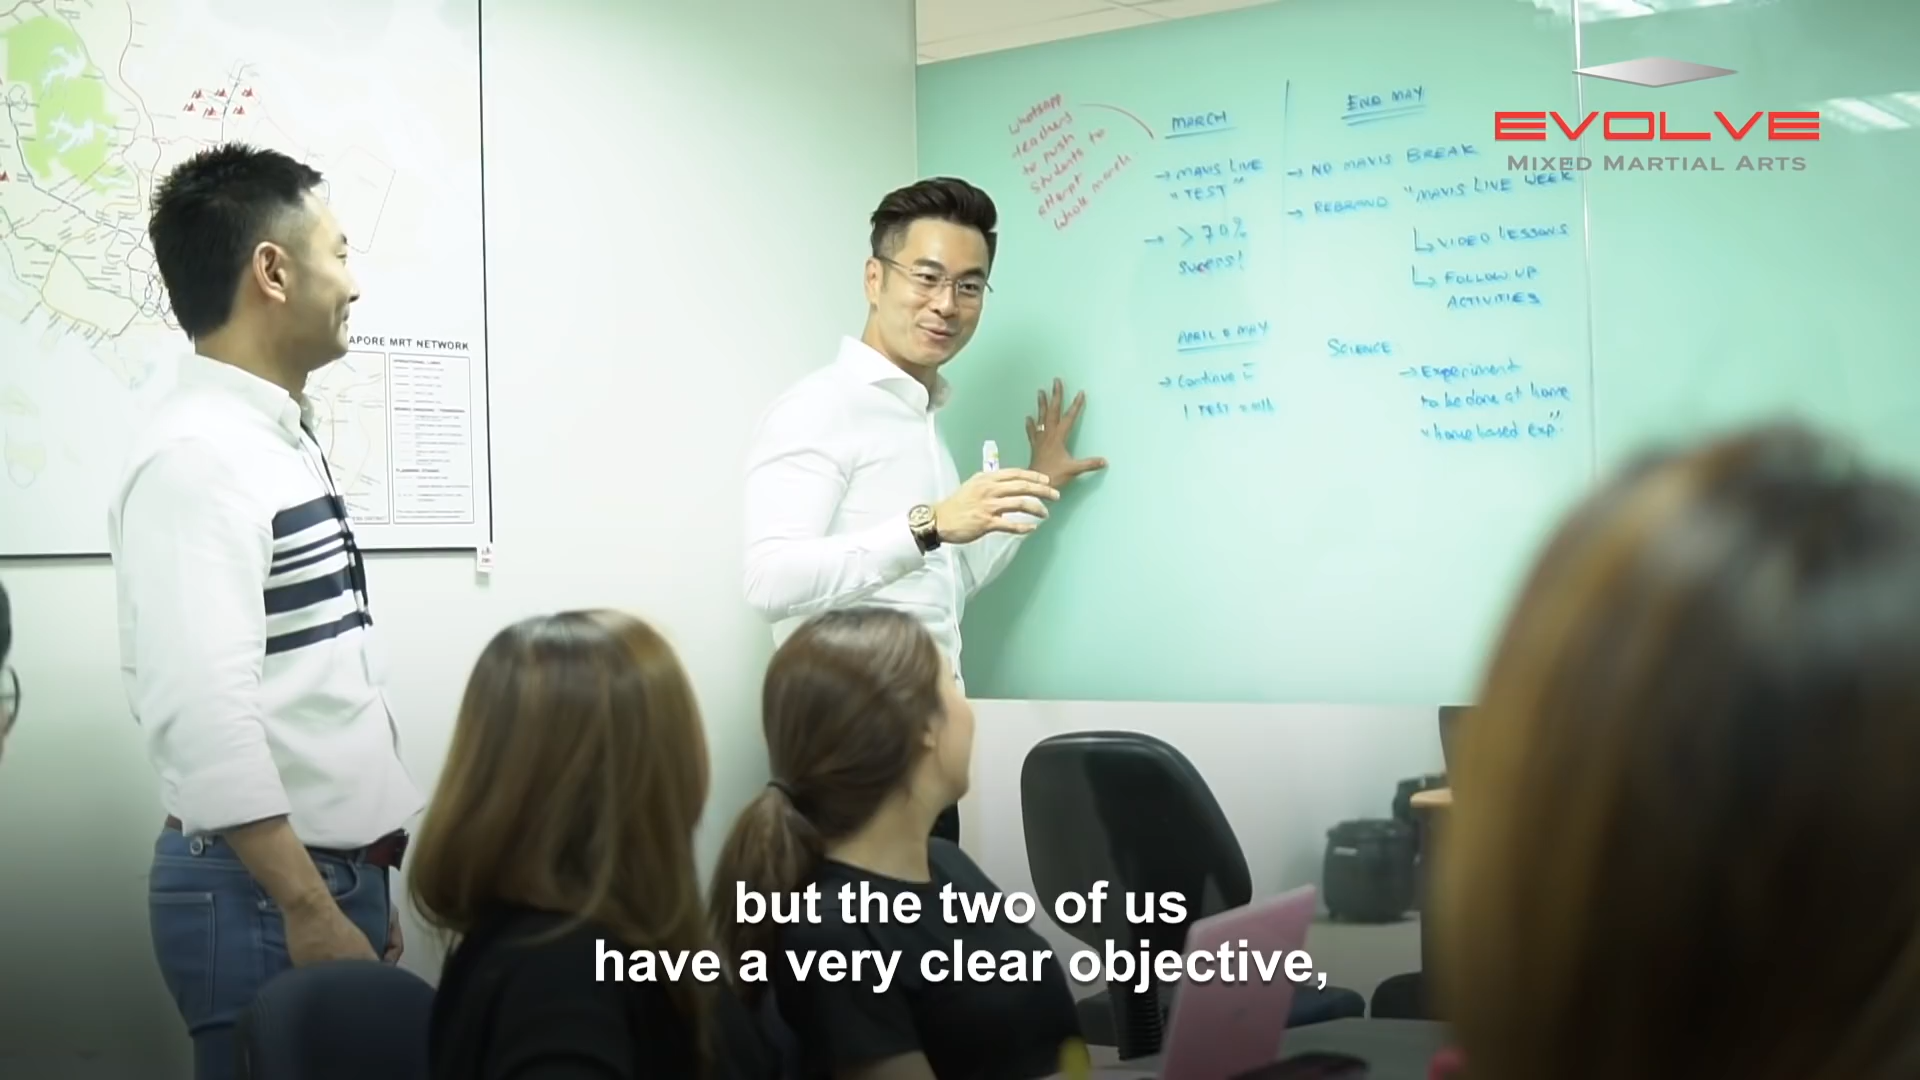 EVOLVE
MIXED MARTIAL ARTS
APORE MRT NETWORK
whatsapp
teachers
to push
students to
attempt
whole march.
MARCH
→ MAVIS LIVE
"TEST"
→ > 70%
success!
APRIL & MAY
→ Continue
1 TEST
END MAY
→ NO MAVIS BREAK
→ REBRAND "MAVIS LIVE WEEK"
↳ VIDEO LESSONS
↳ FOLLOW UP
ACTIVITIES
SCIENCE:
→ Experiment
to be done at home
"home based exp."
but the two of us
have a very clear objective,